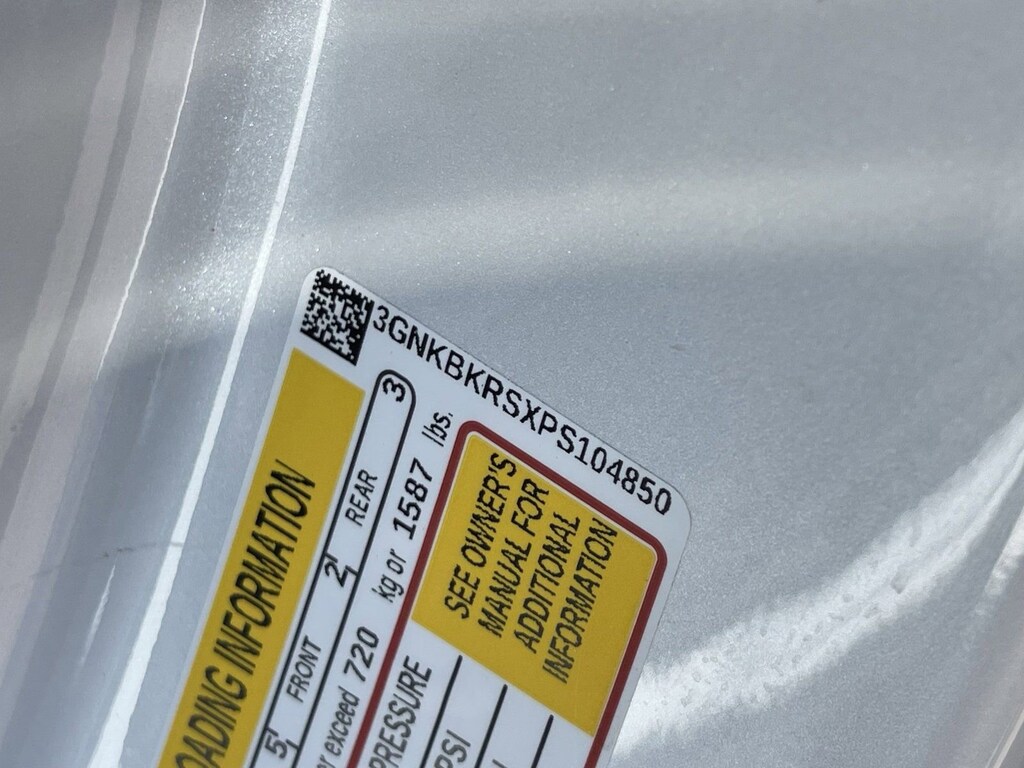 3GNKBKRSXPS104850
OADING INFORMATION
5 FRONT 2 REAR 3
exceed 720 kg or 1587 lbs.
PRESSURE
PSI
SEE OWNER'S
MANUAL FOR
ADDITIONAL
INFORMATION